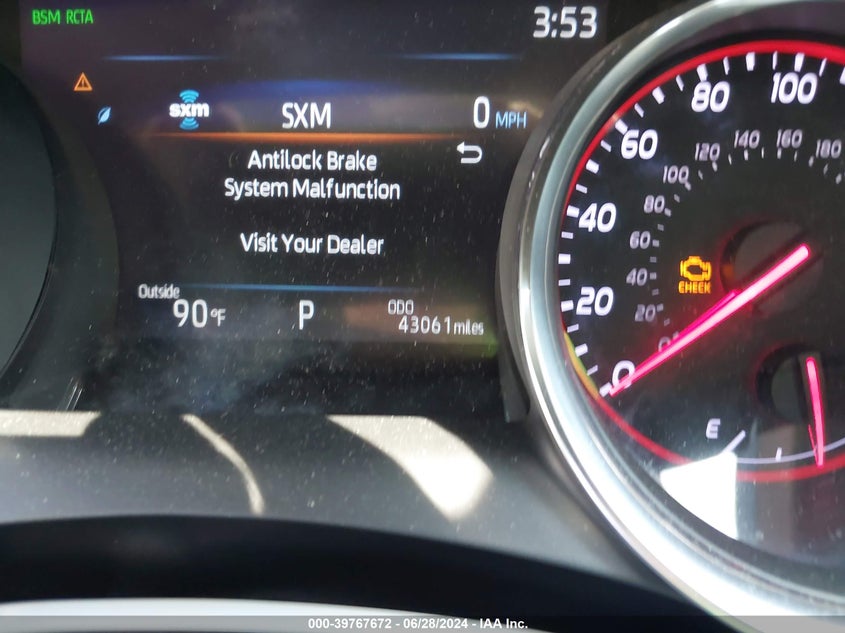 BSM RCTA
3:53
sxm
SXM
0 MPH
Antilock Brake
System Malfunction
Visit Your Dealer
Outside
90°F
P
ODO
43061 miles
0
20
40
60
80
100
20
40
60
80
100
120
140
160
180
CHECK
E
000-39767672 / 06/28/2024 - IAA Inc.